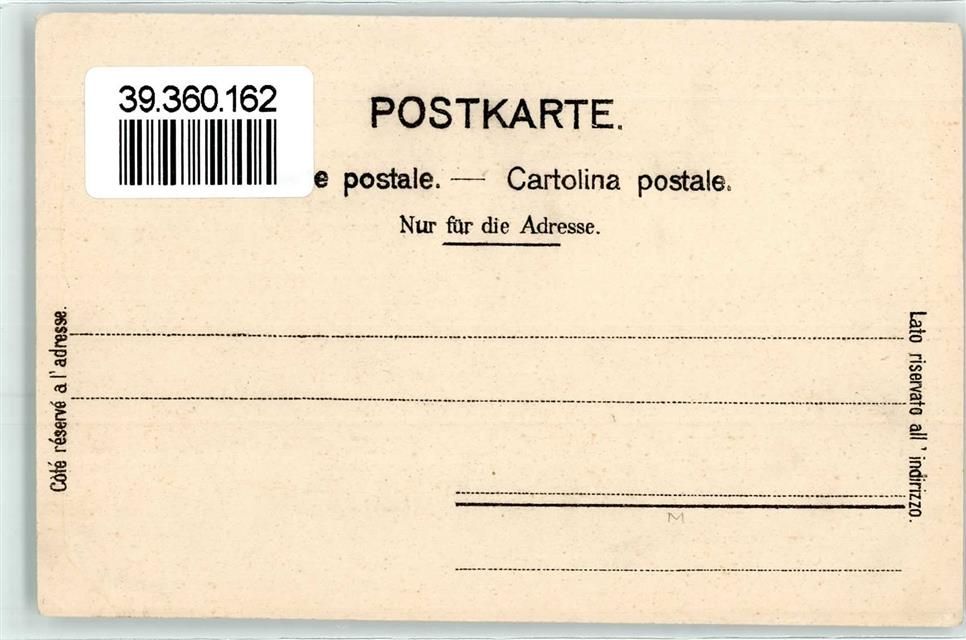 39.360.162
POSTKARTE.
e postale. — Cartolina postale.
Nur für die Adresse.
Côté réservé a l'adresse.
Lato riservato all' indirizzo.
M